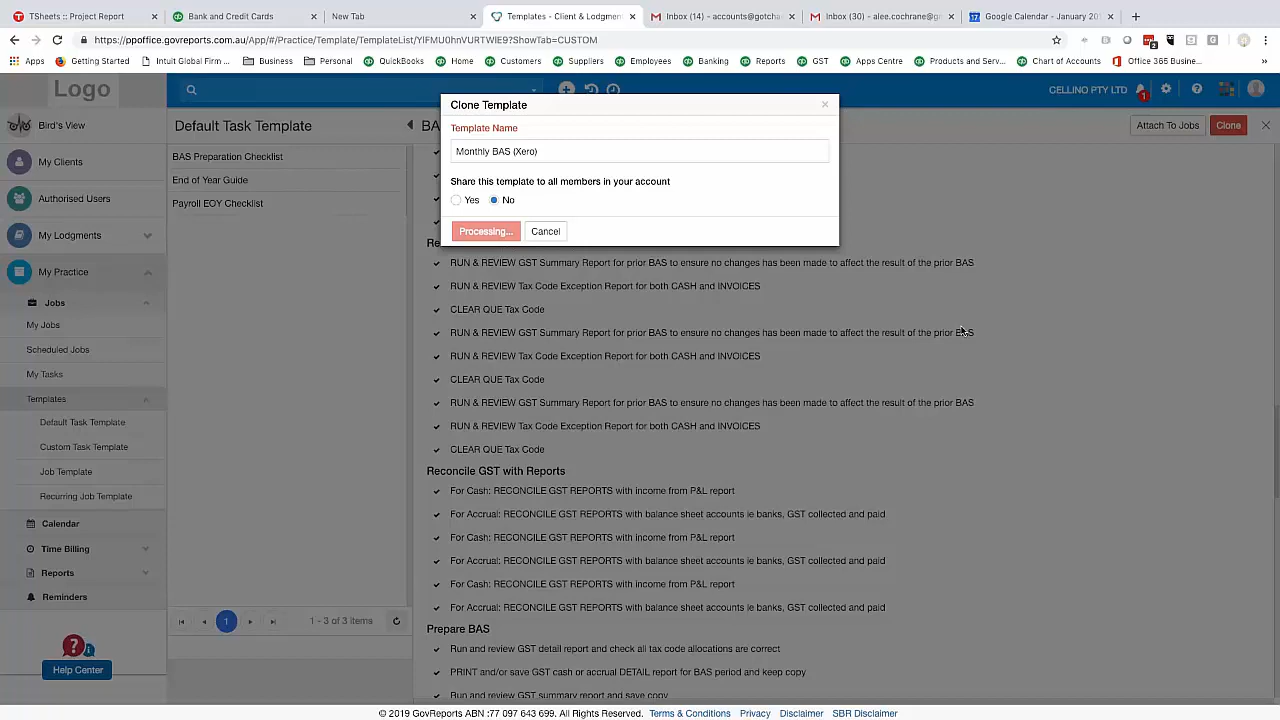 TSheets :: Project Report
Bank and Credit Cards
New Tab
Templates - Client & Lodgmen
Inbox (14) - accounts@gotcha
Inbox (30) - alee.cochrane@gm
Google Calendar - January 201
https://ppoffice.govreports.com.au/App/#/Practice/Template/TemplateList/YIFMU0hnVURTWlE9?ShowTab=CUSTOM
Apps
Getting Started
Intuit Global Firm ...
Business
Personal
QuickBooks
Home
Customers
Suppliers
Employees
Banking
Reports
GST
Apps Centre
Products and Serv...
Chart of Accounts
Office 365 Busine...
»
Logo
CELLINO PTY LTD
1
Bird's View
Default Task Template
BA
Attach To Jobs
Clone
Clone Template
×
Template Name
Monthly BAS (Xero)
Share this template to all members in your account
Yes
No
Processing...
Cancel
My Clients
Authorised Users
My Lodgments
My Practice
Jobs
My Jobs
Scheduled Jobs
My Tasks
Templates
Default Task Template
Custom Task Template
Job Template
Recurring Job Template
Calendar
Time Billing
Reports
Reminders
Help Center
BAS Preparation Checklist
End of Year Guide
Payroll EOY Checklist
1
1 - 3 of 3 items
Re
RUN & REVIEW GST Summary Report for prior BAS to ensure no changes has been made to affect the result of the prior BAS
RUN & REVIEW Tax Code Exception Report for both CASH and INVOICES
CLEAR QUE Tax Code
RUN & REVIEW GST Summary Report for prior BAS to ensure no changes has been made to affect the result of the prior BAS
RUN & REVIEW Tax Code Exception Report for both CASH and INVOICES
CLEAR QUE Tax Code
RUN & REVIEW GST Summary Report for prior BAS to ensure no changes has been made to affect the result of the prior BAS
RUN & REVIEW Tax Code Exception Report for both CASH and INVOICES
CLEAR QUE Tax Code
Reconcile GST with Reports
For Cash: RECONCILE GST REPORTS with income from P&L report
For Accrual: RECONCILE GST REPORTS with balance sheet accounts ie banks, GST collected and paid
For Cash: RECONCILE GST REPORTS with income from P&L report
For Accrual: RECONCILE GST REPORTS with balance sheet accounts ie banks, GST collected and paid
For Cash: RECONCILE GST REPORTS with income from P&L report
For Accrual: RECONCILE GST REPORTS with balance sheet accounts ie banks, GST collected and paid
Prepare BAS
Run and review GST detail report and check all tax code allocations are correct
PRINT and/or save GST cash or accrual DETAIL report for BAS period and keep copy
Run and review GST summary report and save copy
© 2019 GovReports ABN :77 097 643 699. All Rights Reserved. Terms & Conditions Privacy Disclaimer SBR Disclaimer